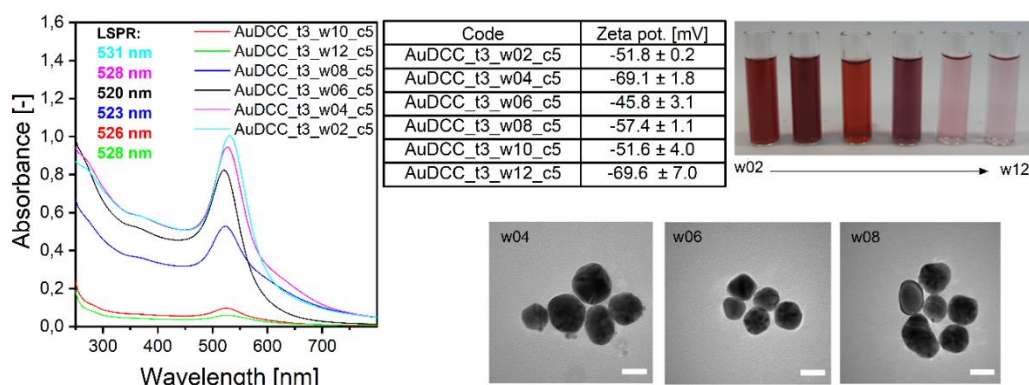 1,6
1,4
1,2
1,0
0,8
0,6
0,4
0,2
0,0
Absorbance [-]
300 400 500 600 700
Wavelength [nm]
LSPR:
531 nm
528 nm
520 nm
523 nm
526 nm
528 nm
AuDCC_t3_w10_c5
AuDCC_t3_w12_c5
AuDCC_t3_w08_c5
AuDCC_t3_w06_c5
AuDCC_t3_w04_c5
AuDCC_t3_w02_c5
Code Zeta pot. [mV]
AuDCC_t3_w02_c5 -51.8 ± 0.2
AuDCC_t3_w04_c5 -69.1 ± 1.8
AuDCC_t3_w06_c5 -45.8 ± 3.1
AuDCC_t3_w08_c5 -57.4 ± 1.1
AuDCC_t3_w10_c5 -51.6 ± 4.0
AuDCC_t3_w12_c5 -69.6 ± 7.0
w02 w12
w04
w06
w08